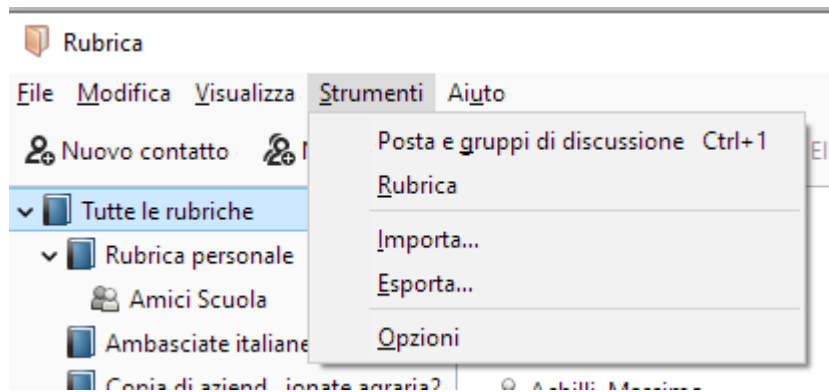 Rubrica
File Modifica Visualizza Strumenti Aiuto
Nuovo contatto
Posta e gruppi di discussione Ctrl+1
Rubrica
Importa...
Esporta...
Opzioni
Tutte le rubriche
Rubrica personale
Amici Scuola
Ambasciate italiane